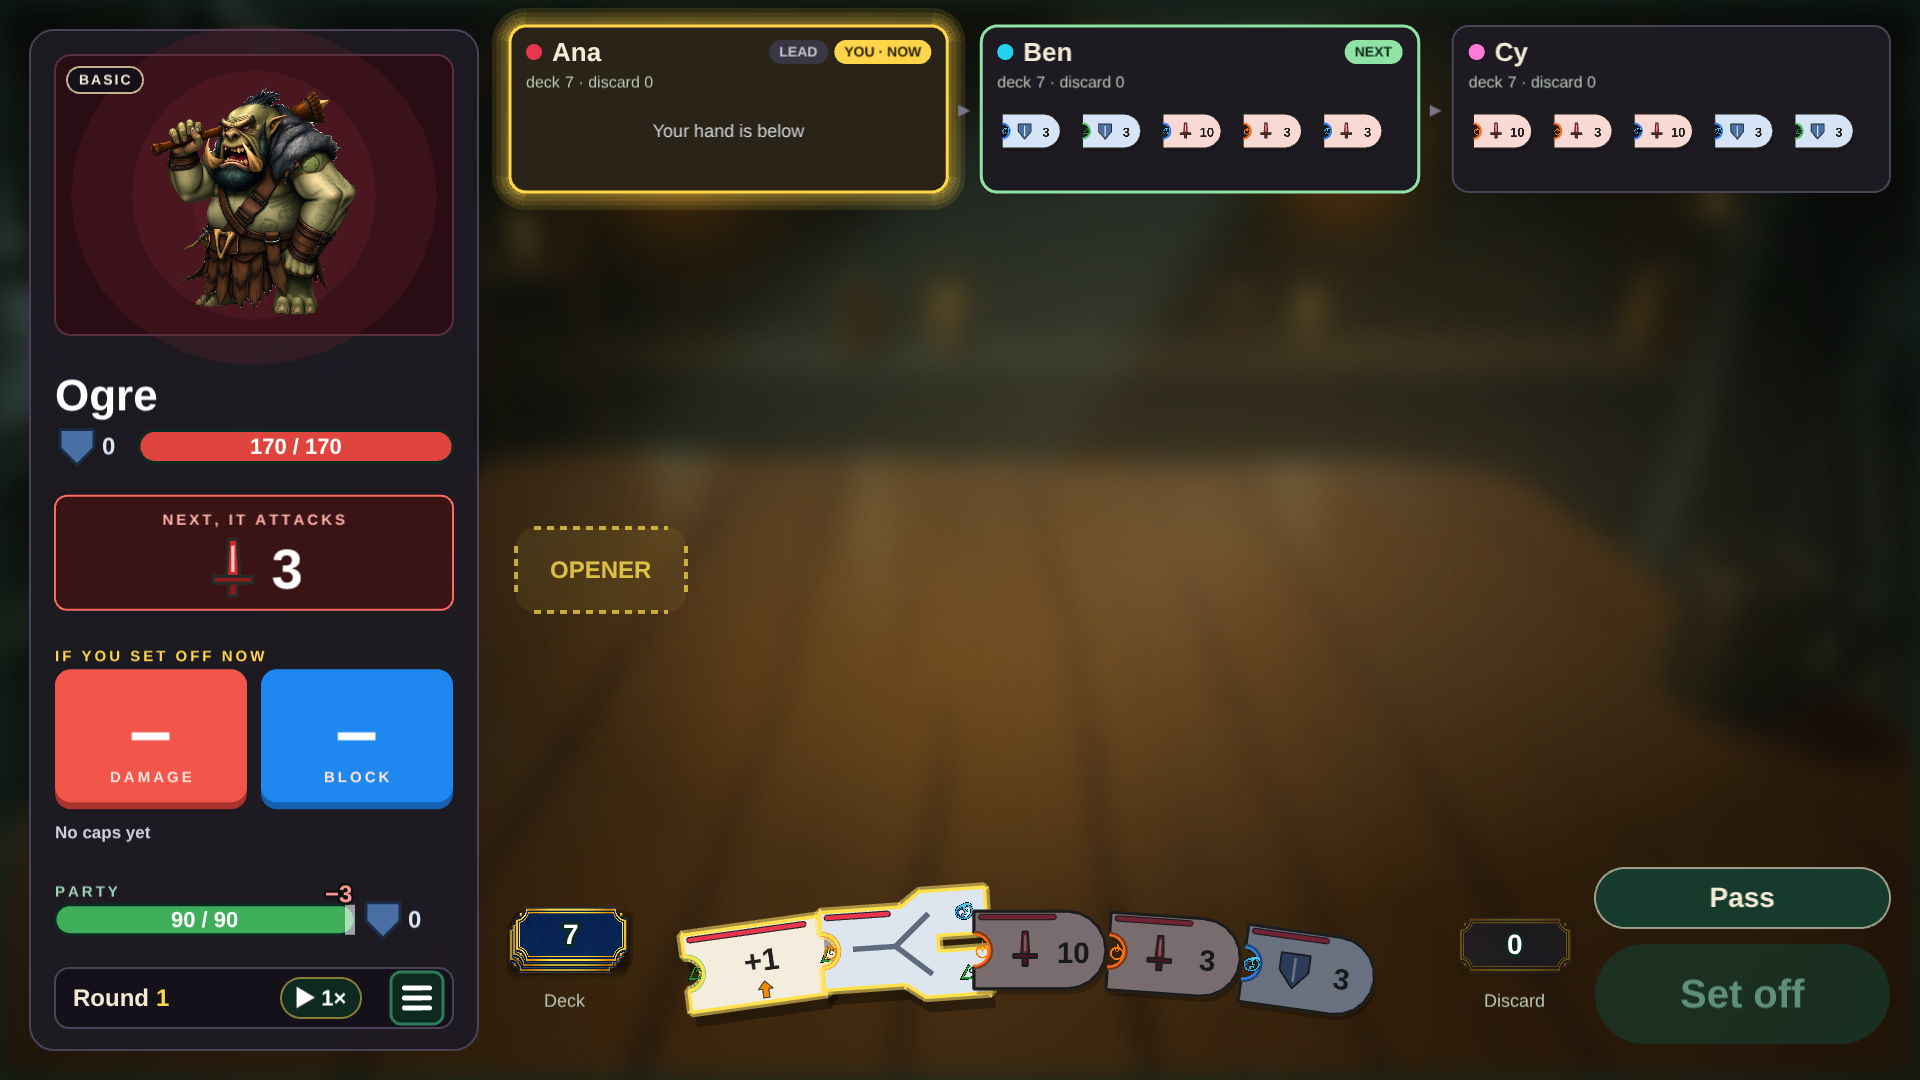 BASIC
Ogre
0
170 / 170
NEXT, IT ATTACKS
3
IF YOU SET OFF NOW
–
DAMAGE
–
BLOCK
No caps yet
PARTY
–3
90 / 90
0
Round 1
1×
Ana
LEAD
YOU · NOW
deck 7 · discard 0
Your hand is below
Ben
NEXT
deck 7 · discard 0
3
3
10
3
3
Cy
deck 7 · discard 0
10
3
10
3
3
OPENER
7
Deck
+1
10
3
3
0
Discard
Pass
Set off